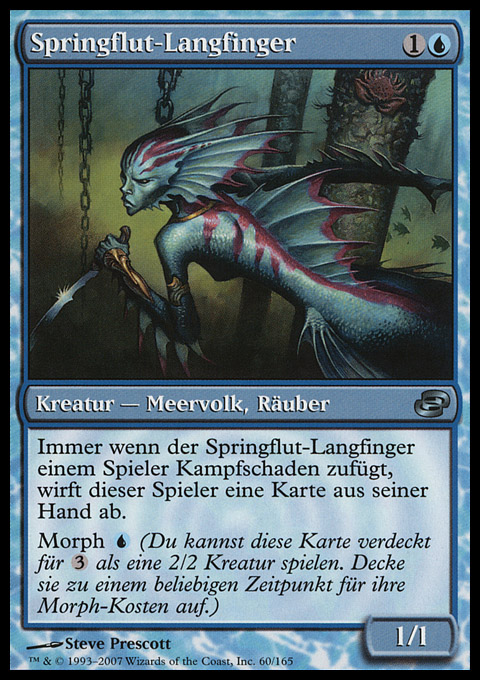 Springflut-Langfinger 1
Kreatur — Meervolk, Räuber
Immer wenn der Springflut-Langfinger
einem Spieler Kampfschaden zufügt,
wirft dieser Spieler eine Karte aus seiner
Hand ab.
Morph (Du kannst diese Karte verdeckt
für 3 als eine 2/2 Kreatur spielen. Decke
sie zu einem beliebigen Zeitpunkt für ihre
Morph-Kosten auf.)
Steve Prescott
1/1
™ & © 1993–2007 Wizards of the Coast, Inc. 60/165